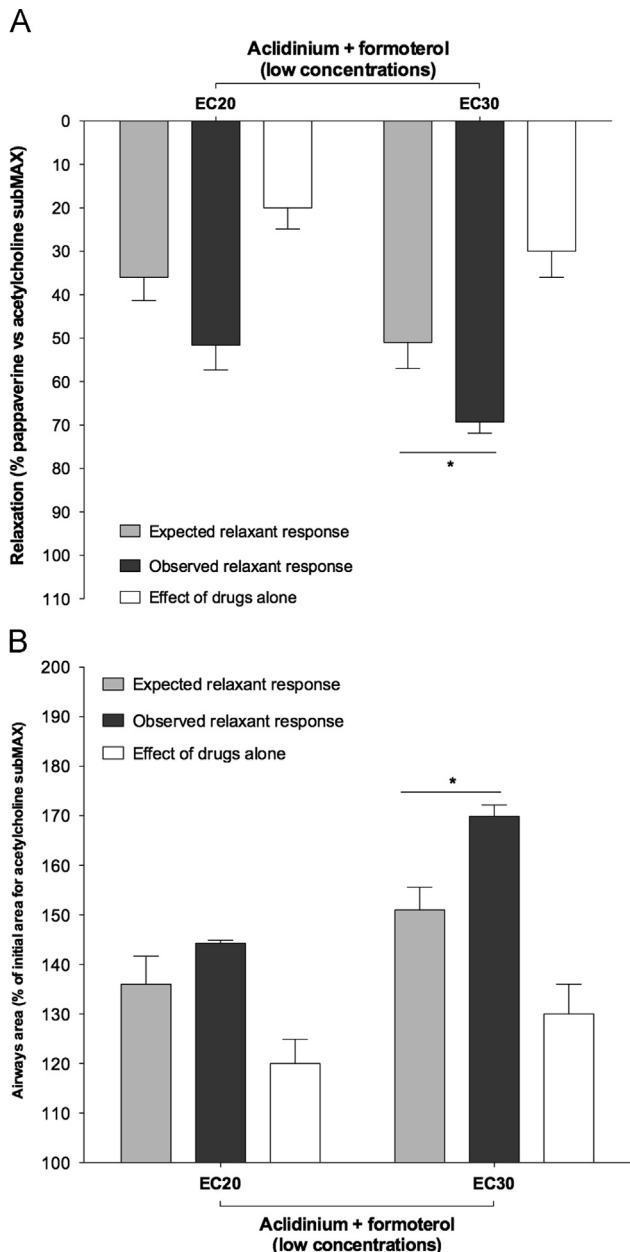 A
Aclidinium + formoterol
(low concentrations)
EC20 EC30
0
10
20
30
40
50
60
70
80
90
100
110
Relaxation (% pappaverine vs acetylcholine subMAX)
*
Expected relaxant response
Observed relaxant response
Effect of drugs alone
B
200
190
180
170
160
150
140
130
120
110
100
Airways area (% of initial area for acetylcholine subMAX)
Expected relaxant response
Observed relaxant response
Effect of drugs alone
*
EC20 EC30
Aclidinium + formoterol
(low concentrations)